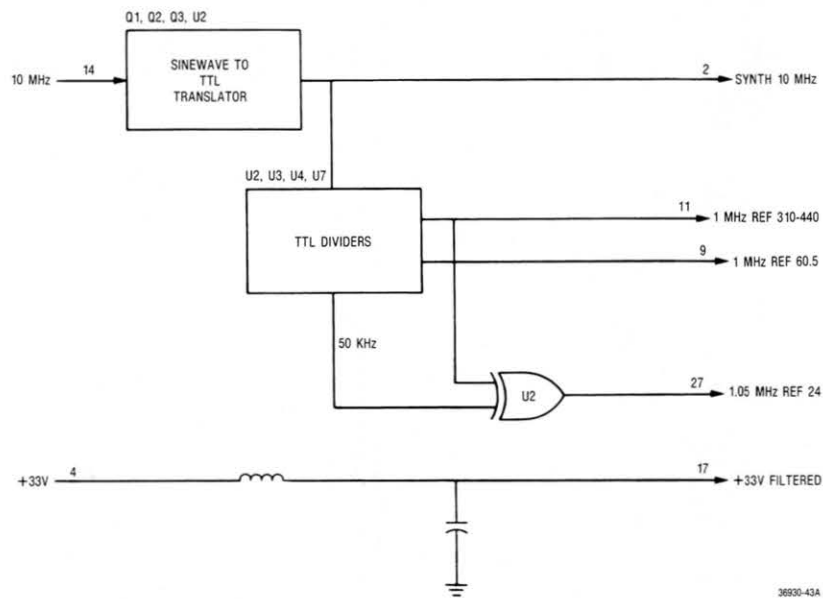 Q1, Q2, Q3, U2
10 MHz
14
SINEWAVE TO
TTL
TRANSLATOR
2
SYNTH 10 MHz
U2, U3, U4, U7
TTL DIVIDERS
11
1 MHz REF 310-440
9
1 MHz REF 60.5
50 KHz
U2
27
1.05 MHz REF 24
+33V
4
17
+33V FILTERED
36930-43A